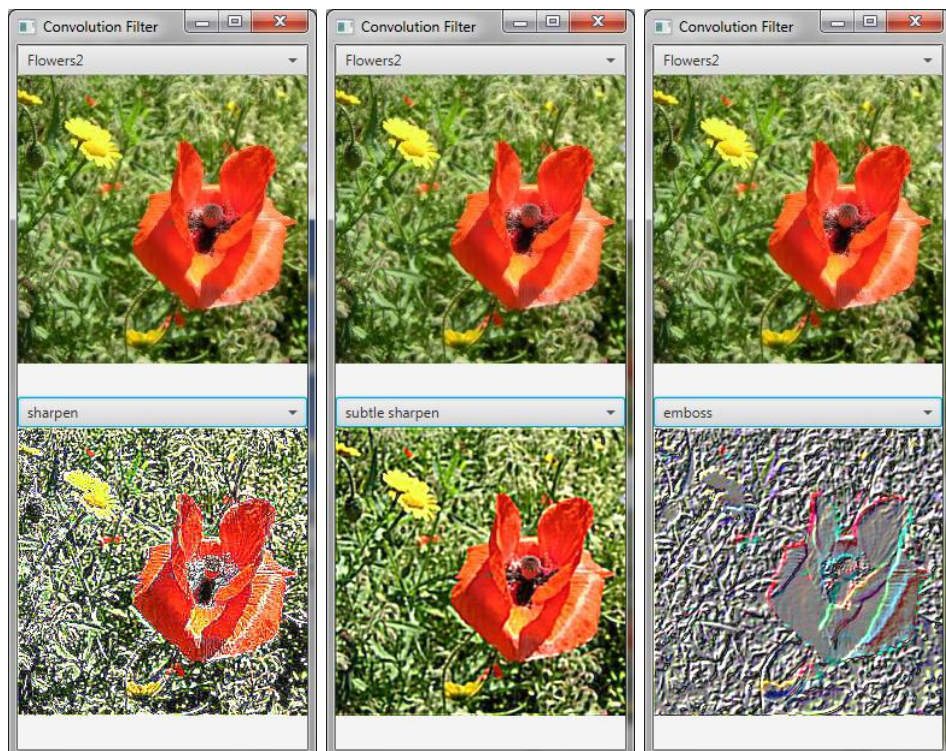 Convolution Filter
Flowers2
sharpen
Convolution Filter
Flowers2
subtle sharpen
Convolution Filter
Flowers2
emboss